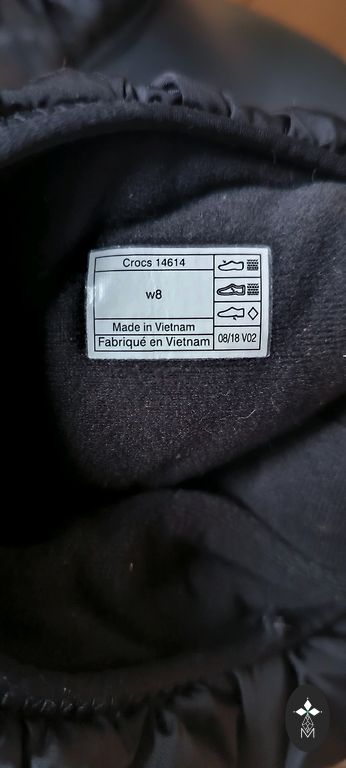 Crocs 14614
w8
Made in Vietnam
Fabriqué en Vietnam
08/18 V02
M